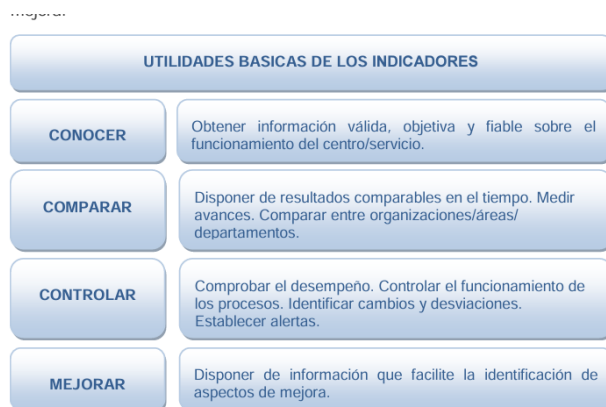 UTILIDADES BASICAS DE LOS INDICADORES
CONOCER
Obtener información válida, objetiva y fiable sobre el
funcionamiento del centro/servicio.
COMPARAR
Disponer de resultados comparables en el tiempo. Medir
avances. Comparar entre organizaciones/áreas/
departamentos.
CONTROLAR
Comprobar el desempeño. Controlar el funcionamiento de
los procesos. Identificar cambios y desviaciones.
Establecer alertas.
MEJORAR
Disponer de información que facilite la identificación de
aspectos de mejora.